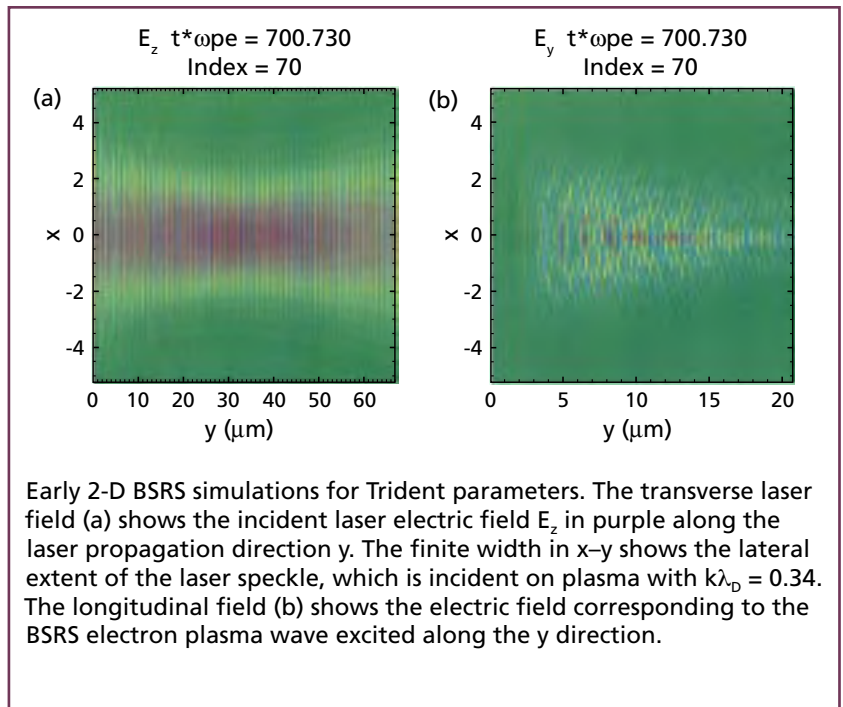 E_z t*ωpe = 700.730
Index = 70
(a)
4
2
0
-2
-4
x
0 10 20 30 40 50 60
y (μm)
E_y t*ωpe = 700.730
Index = 70
(b)
4
2
0
-2
-4
x
0 5 10 15 20
y (μm)
Early 2-D BSRS simulations for Trident parameters. The transverse laser
field (a) shows the incident laser electric field E_z in purple along the
laser propagation direction y. The finite width in x–y shows the lateral
extent of the laser speckle, which is incident on plasma with kλ_D = 0.34.
The longitudinal field (b) shows the electric field corresponding to the
BSRS electron plasma wave excited along the y direction.